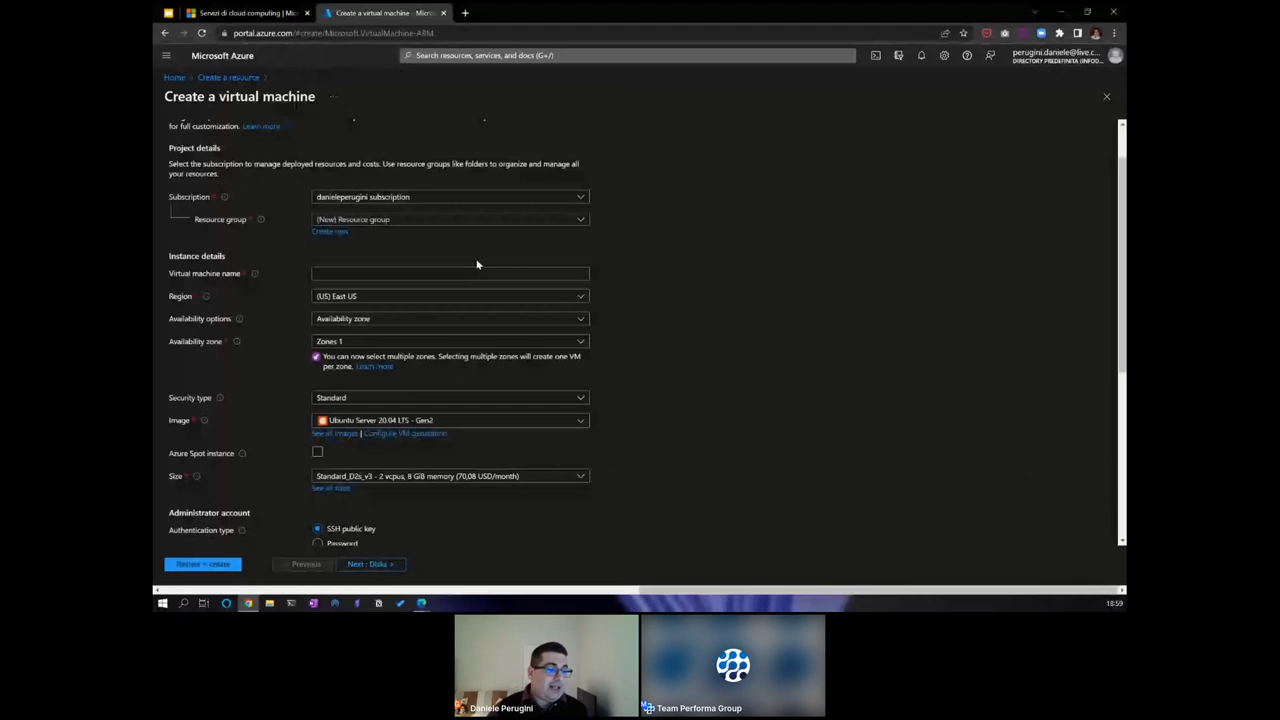 Servizi di cloud computing | Mic
Create a virtual machine - Micros
portal.azure.com/#create/Microsoft.VirtualMachine-ARM
Microsoft Azure
Search resources, services, and docs (G+/)
perugini.daniele@live.c...
DIRECTORY PREDEFINITA (INFOD...
Home > Create a resource >
Create a virtual machine ...
for full customization. Learn more
Project details
Select the subscription to manage deployed resources and costs. Use resource groups like folders to organize and manage all
your resources.
Subscription *
danieleperugini subscription
Resource group *
(New) Resource group
Create new
Instance details
Virtual machine name *
Region *
(US) East US
Availability options
Availability zone
Availability zone *
Zones 1
You can now select multiple zones. Selecting multiple zones will create one VM
per zone. Learn more
Security type
Standard
Image *
Ubuntu Server 20.04 LTS - Gen2
See all images | Configure VM generation
Azure Spot instance
Size *
Standard_D2s_v3 - 2 vcpus, 8 GiB memory (70,08 USD/month)
See all sizes
Administrator account
Authentication type
SSH public key
Password
Review + create
< Previous
Next : Disks >
18:59
Daniele Perugini
Team Performa Group